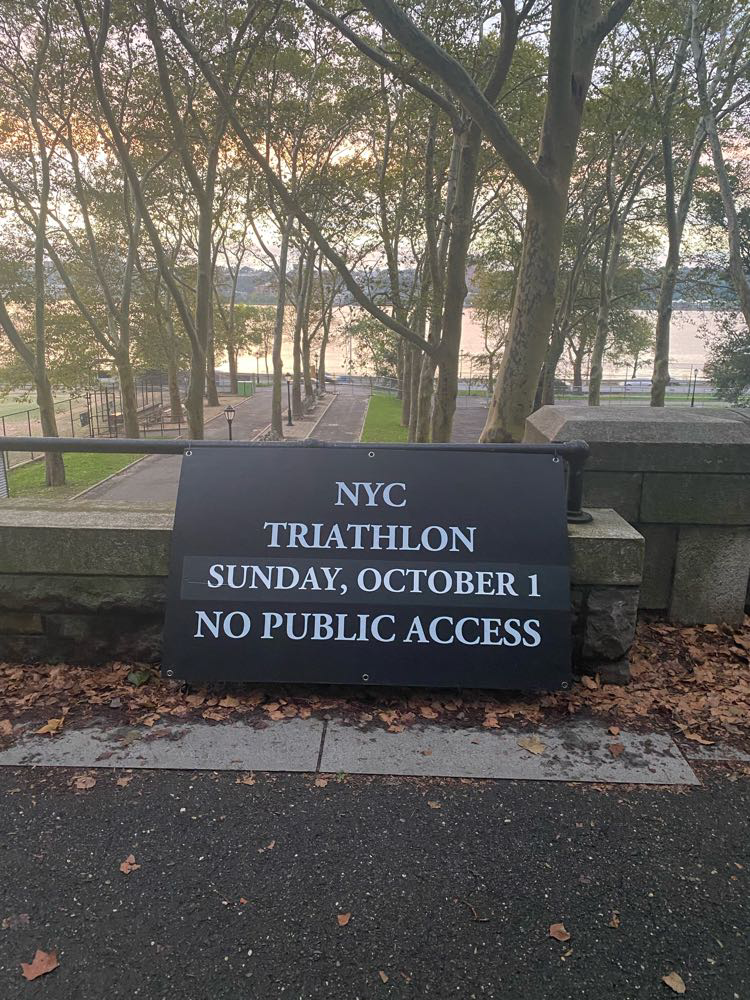 NYC
TRIATHLON
SUNDAY, OCTOBER 1
NO PUBLIC ACCESS